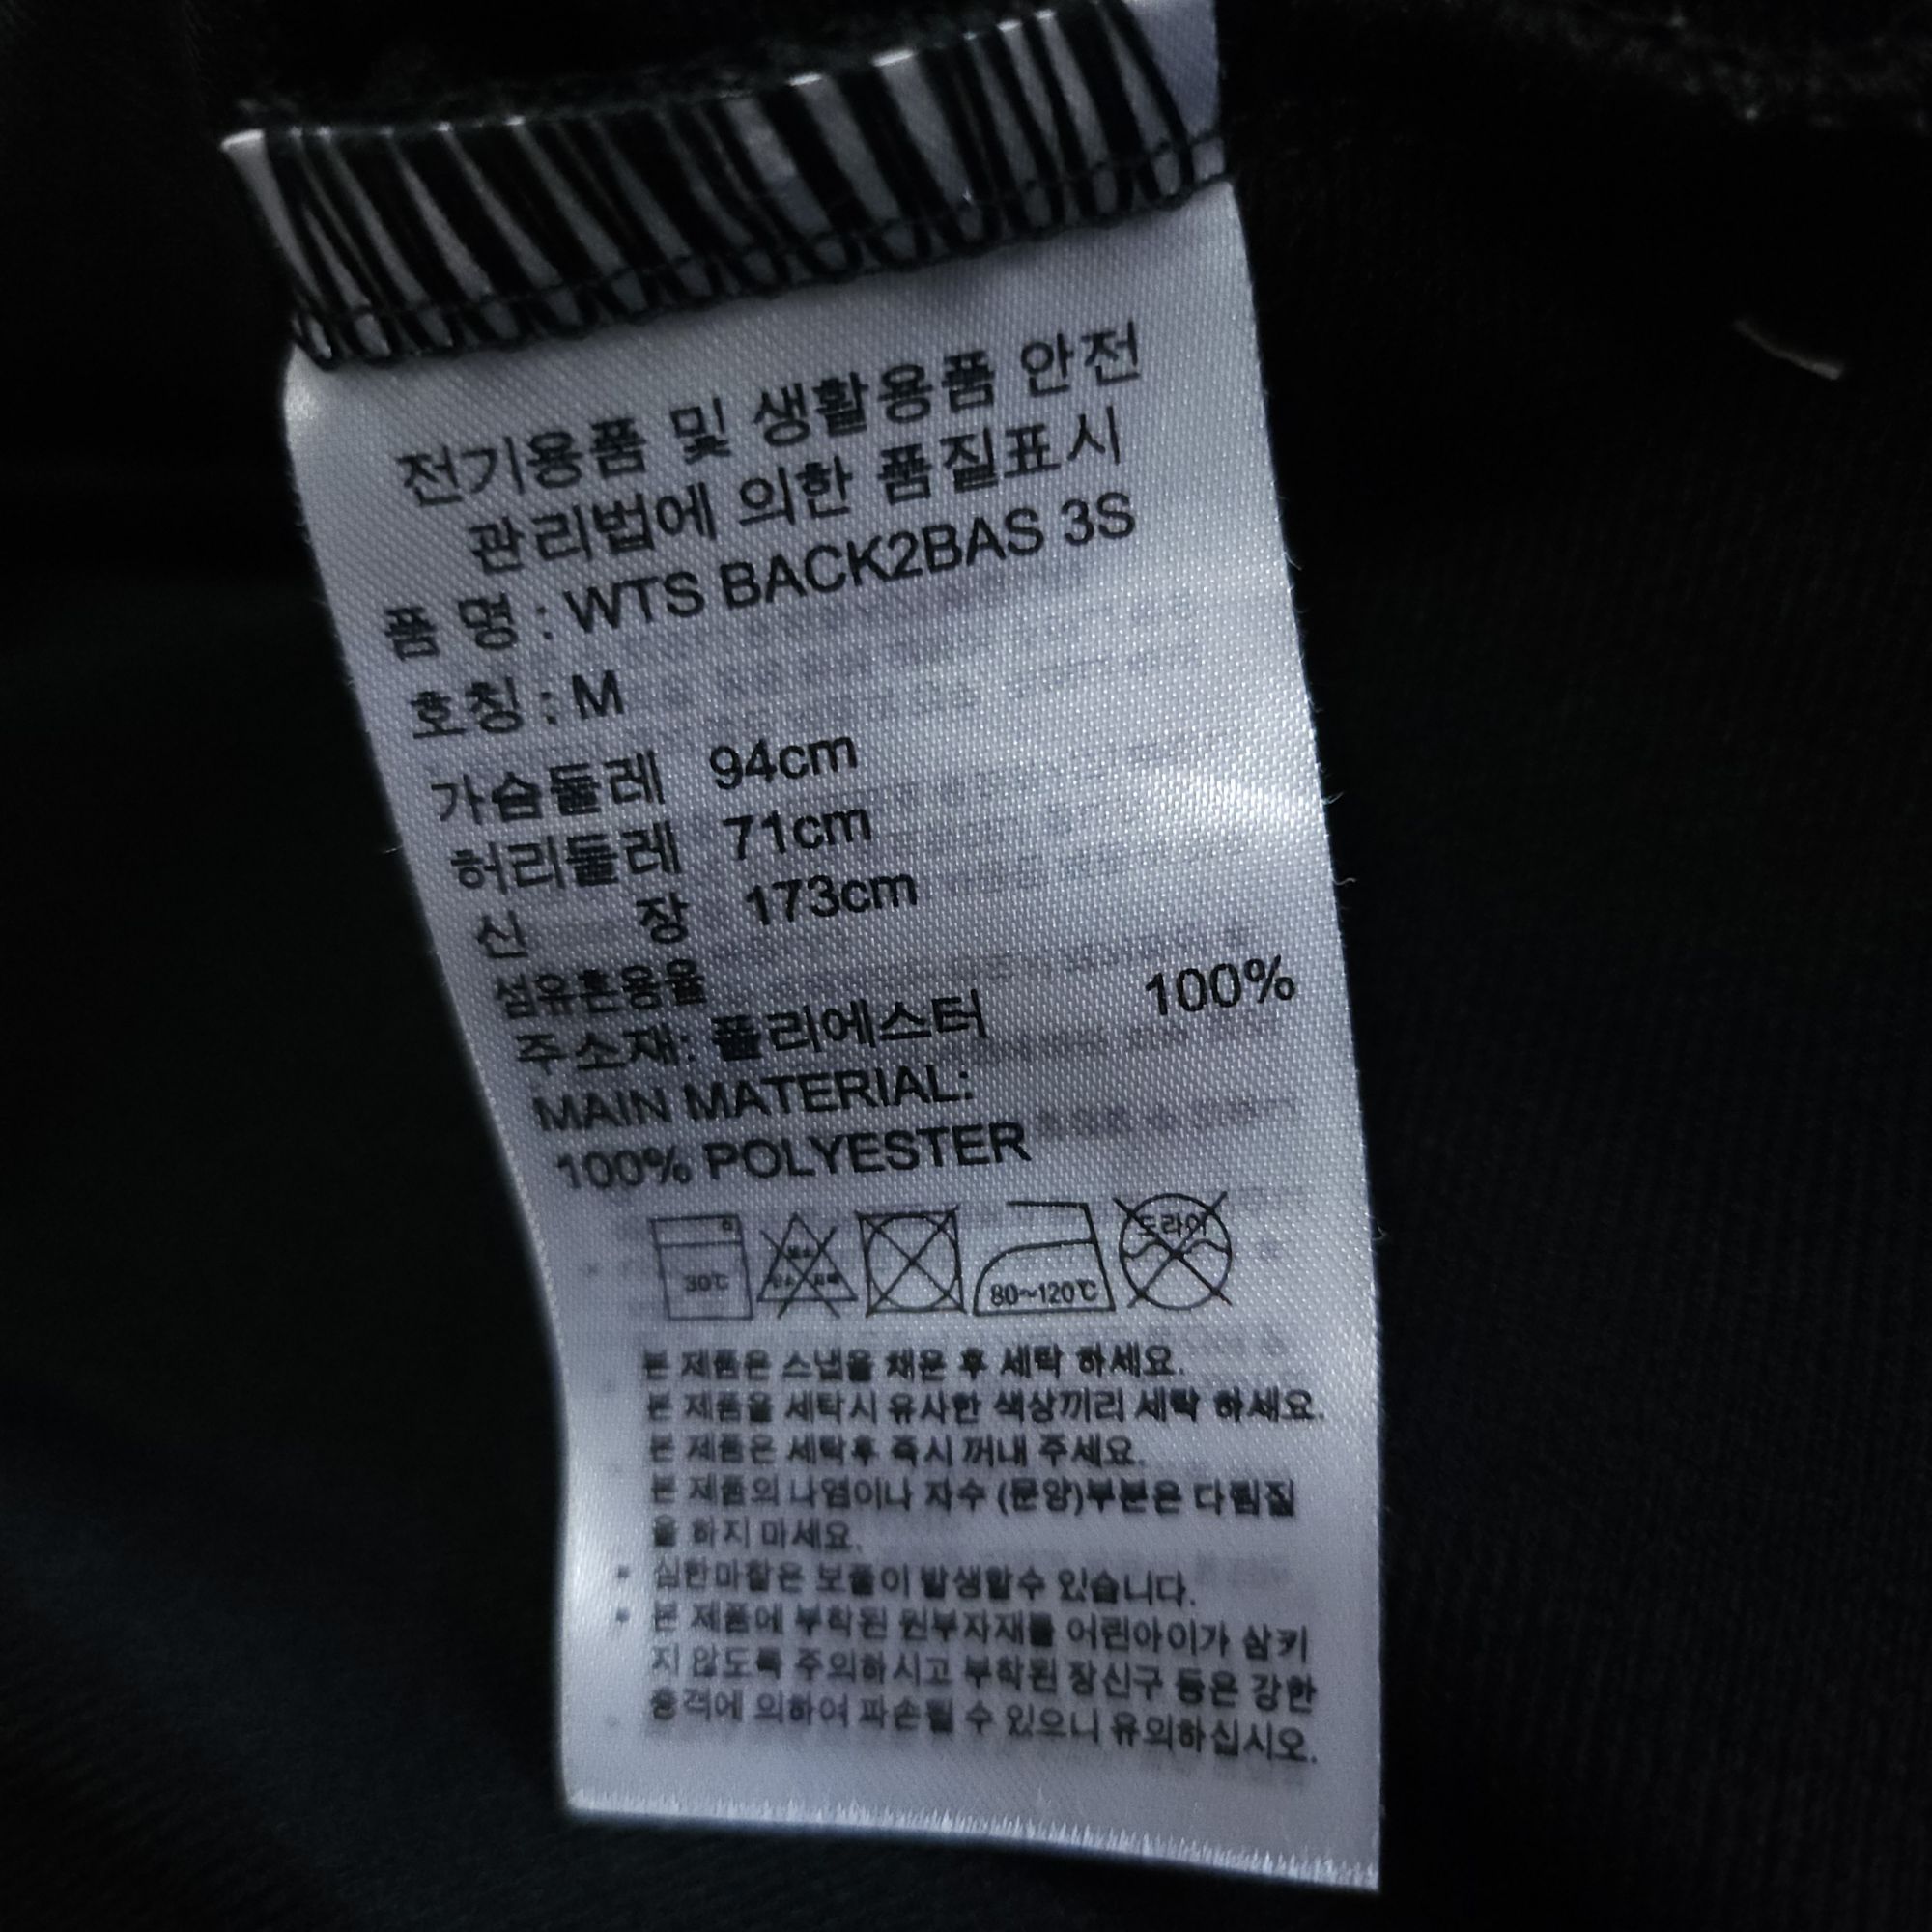 전기용품 및 생활용품 안전
관리법에 의한 품질표시
품 명 : WTS BACK2BAS 3S
호칭 : M
가슴둘레 94cm
허리둘레 71cm
신 장 173cm
섬유혼용율
주소재: 폴리에스터 100%
MAIN MATERIAL:
100% POLYESTER
30℃ 80~120℃ 드라이
본 제품은 스냅을 채운 후 세탁 하세요.
본 제품을 세탁시 유사한 색상끼리 세탁 하세요.
본 제품은 세탁후 즉시 꺼내 주세요.
본 제품의 나염이나 자수 (문양)부분은 다림질
을 하지 마세요.
• 심한마찰은 보풀이 발생할수 있습니다.
• 본 제품에 부착된 원부자재를 어린아이가 삼키
지 않도록 주의하시고 부착된 장신구 등은 강한
충격에 의하여 파손될 수 있으니 유의하십시오.